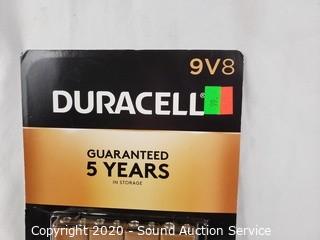 9V8
DURACELL®
GUARANTEED
5 YEARS
IN STORAGE
Copyright 2020 - Sound Auction Service